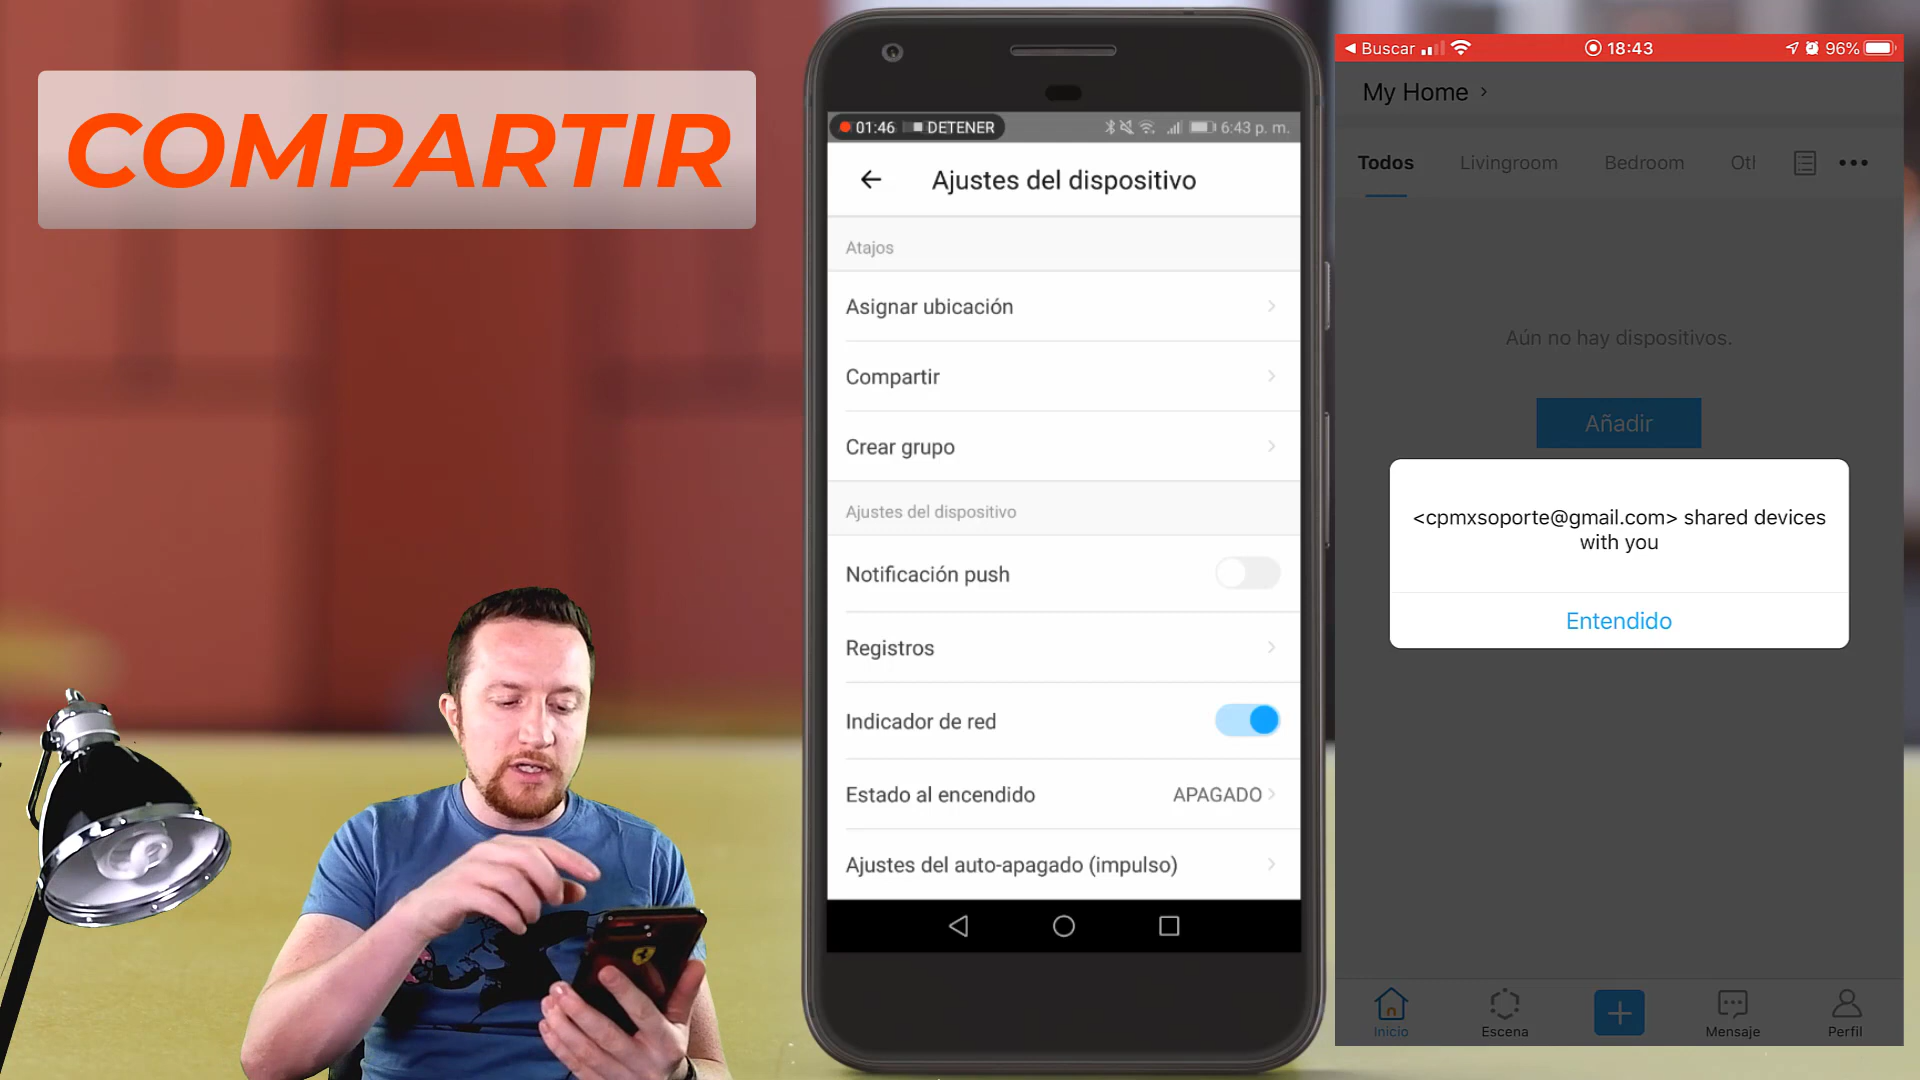 COMPARTIR
01:46 DETENER
6:43 p. m.
Ajustes del dispositivo
Atajos
Asignar ubicación
Compartir
Crear grupo
Ajustes del dispositivo
Notificación push
Registros
Indicador de red
Estado al encendido APAGADO
Ajustes del auto-apagado (impulso)
Buscar 18:43 96%
My Home
Todos Livingroom Bedroom Otl
Aún no hay dispositivos.
Añadir
<cpmxsoporte@gmail.com> shared devices
with you
Entendido
Inicio Escena Mensaje Perfil